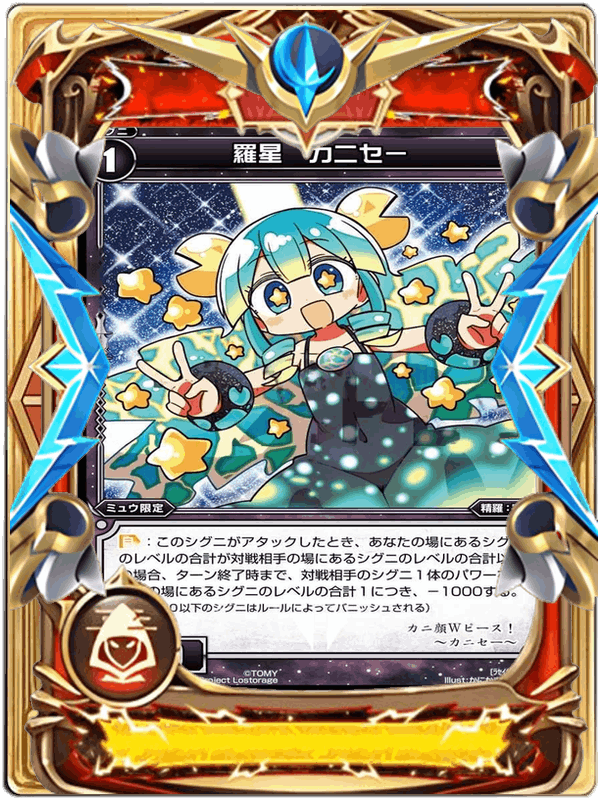 1
羅星 カニセー
ミュウ限定
精羅:
:このシグニがアタックしたとき、あなたの場にあるシグ
のレベルの合計が対戦相手の場にあるシグニのレベルの合計以
場合、ターン終了時まで、対戦相手のシグニ1体のパワー
の場にあるシグニのレベルの合計1につき、-1000する。
0以下のシグニはルールによってバニッシュされる)
カニ顔Wピース!
~カニセー~
©TOMY
Project Lostorage
Illust:かにか